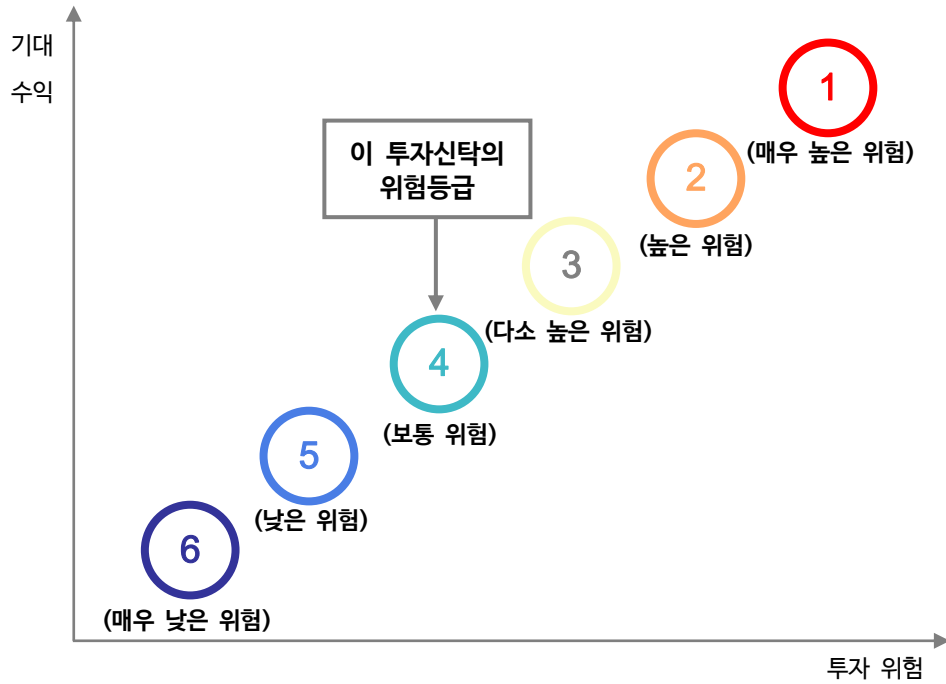 기대
수익
1
(매우 높은 위험)
이 투자신탁의
위험등급
2
(높은 위험)
3
(다소 높은 위험)
4
(보통 위험)
5
(낮은 위험)
6
(매우 낮은 위험)
투자 위험